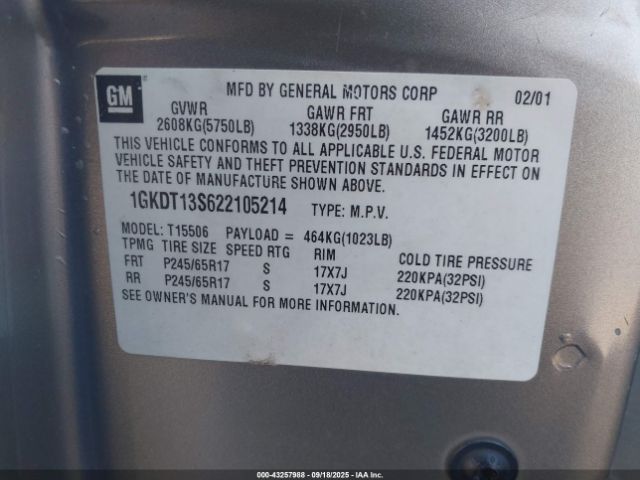 GM
MFD BY GENERAL MOTORS CORP 02/01
GVWR GAWR FRT GAWR RR
2608KG(5750LB) 1338KG(2950LB) 1452KG(3200LB)
THIS VEHICLE CONFORMS TO ALL APPLICABLE U.S. FEDERAL MOTOR
VEHICLE SAFETY AND THEFT PREVENTION STANDARDS IN EFFECT ON
THE DATE OF MANUFACTURE SHOWN ABOVE.
1GKDT13S622105214 TYPE: M.P.V.
MODEL: T15506 PAYLOAD = 464KG(1023LB)
TPMG TIRE SIZE SPEED RTG RIM COLD TIRE PRESSURE
FRT P245/65R17 S 17X7J 220KPA(32PSI)
RR P245/65R17 S 17X7J 220KPA(32PSI)
SEE OWNER'S MANUAL FOR MORE INFORMATION.
000-43257988 - 09/18/2025 - IAAI.COM